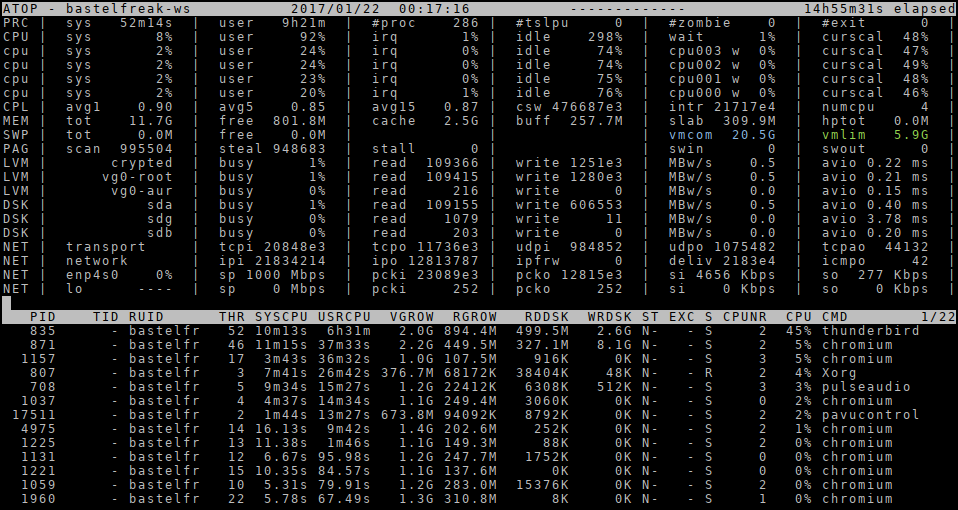 ATOP - bastelfreak-ws 2017/01/22 00:17:16 ------------- 14h55m31s elapsed
PRC | sys 52m14s | user 9h21m | #proc 286 | #tslpu 0 | #zombie 0 | #exit 0 |
CPU | sys 8% | user 92% | irq 1% | idle 298% | wait 1% | curscal 48% |
cpu | sys 2% | user 24% | irq 0% | idle 74% | cpu003 w 0% | curscal 47% |
cpu | sys 2% | user 24% | irq 0% | idle 74% | cpu002 w 0% | curscal 49% |
cpu | sys 2% | user 23% | irq 0% | idle 75% | cpu001 w 0% | curscal 48% |
cpu | sys 2% | user 20% | irq 1% | idle 76% | cpu000 w 0% | curscal 46% |
CPL | avg1 0.90 | avg5 0.85 | avg15 0.87 | csw 476687e3 | intr 21717e4 | numcpu 4 |
MEM | tot 11.7G | free 801.8M | cache 2.5G | buff 257.7M | slab 309.9M | hptot 0.0M |
SWP | tot 0.0M | free 0.0M | | | vmcom 20.5G | vmlim 5.9G |
PAG | scan 995504 | steal 948683 | stall 0 | | swin 0 | swout 0 |
LVM | crypted | busy 1% | read 109366 | write 1251e3 | MBw/s 0.5 | avio 0.22 ms |
LVM | vg0-root | busy 1% | read 109415 | write 1280e3 | MBw/s 0.5 | avio 0.21 ms |
LVM | vg0-aur | busy 0% | read 216 | write 0 | MBw/s 0.0 | avio 0.15 ms |
DSK | sda | busy 1% | read 109155 | write 606553 | MBw/s 0.5 | avio 0.40 ms |
DSK | sdg | busy 0% | read 1079 | write 11 | MBw/s 0.0 | avio 3.78 ms |
DSK | sdb | busy 0% | read 203 | write 0 | MBw/s 0.0 | avio 0.20 ms |
NET | transport | tcpi 20848e3 | tcpo 11736e3 | udpi 984852 | udpo 1075482 | tcpao 44132 |
NET | network | ipi 21834214 | ipo 12813787 | ipfrw 0 | deliv 2183e4 | icmpo 42 |
NET | enp4s0 0% | sp 1000 Mbps | pcki 23089e3 | pcko 12815e3 | si 4656 Kbps | so 277 Kbps |
NET | lo ---- | sp 0 Mbps | pcki 252 | pcko 252 | si 0 Kbps | so 0 Kbps |
PID TID RUID THR SYSCPU USRCPU VGROW RGROW RDDSK WRDSK ST EXC S CPUNR CPU CMD 1/22
835 - bastelfr 52 10m13s 6h31m 2.0G 894.4M 499.5M 2.6G N- - S 2 45% thunderbird
871 - bastelfr 46 11m15s 37m33s 2.2G 449.5M 327.1M 8.1G N- - S 2 5% chromium
1157 - bastelfr 17 3m43s 36m32s 1.0G 107.5M 916K 0K N- - S 3 5% chromium
807 - bastelfr 3 7m41s 26m42s 376.7M 68172K 38404K 48K N- - R 2 4% Xorg
708 - bastelfr 5 9m34s 15m27s 1.2G 22412K 6308K 512K N- - S 3 3% pulseaudio
1037 - bastelfr 4 4m37s 14m34s 1.1G 249.4M 3060K 0K N- - S 0 2% chromium
17511 - bastelfr 2 1m44s 13m27s 673.8M 94092K 8792K 0K N- - S 2 2% pavucontrol
4975 - bastelfr 14 16.13s 9m42s 1.4G 202.6M 252K 0K N- - S 2 1% chromium
1225 - bastelfr 13 11.38s 1m46s 1.1G 149.3M 88K 0K N- - S 2 0% chromium
1131 - bastelfr 12 6.67s 95.98s 1.2G 247.7M 1752K 0K N- - S 0 0% chromium
1221 - bastelfr 15 10.35s 84.57s 1.1G 137.6M 0K 0K N- - S 0 0% chromium
1059 - bastelfr 10 5.31s 79.91s 1.2G 283.0M 15376K 0K N- - S 2 0% chromium
1960 - bastelfr 22 5.78s 67.49s 1.3G 310.8M 8K 0K N- - S 1 0% chromium